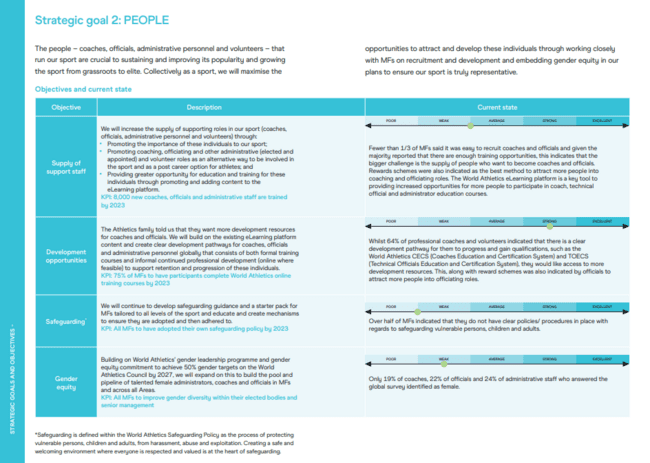 Strategic goal 2: PEOPLE
The people – coaches, officials, administrative personnel and volunteers – that
run our sport are crucial to sustaining and improving its popularity and growing
the sport from grassroots to elite. Collectively as a sport, we will maximise the
opportunities to attract and develop these individuals through working closely
with MFs on recruitment and development and embedding gender equity in our
plans to ensure our sport is truly representative.
Objectives and current state
Objective
Description
Current state
Supply of
support staff
We will increase the supply of supporting roles in our sport (coaches,
officials, administrative personnel and volunteers) through:
• Promoting the importance of these individuals to our sport;
• Promoting coaching, officiating and other administrative (elected and
appointed) and volunteer roles as an alternative way to be involved in
the sport and as a post career option for athletes; and
• Providing greater opportunity for education and training for these
individuals through promoting and adding content to the
eLearning platform.
KPI: 8,000 new coaches, officials and administrative staff are trained
by 2023
POOR WEAK AVERAGE STRONG EXCELLENT
Fewer than 1/3 of MFs said it was easy to recruit coaches and officials and given the
majority reported that there are enough training opportunities, this indicates that the
bigger challenge is the supply of people who want to become coaches and officials.
Rewards schemes were also indicated as the best method to attract more people into
coaching and officiating roles. The World Athletics eLearning platform is a key tool to
providing increased opportunities for more people to participate in coach, technical
official and administrator education courses.
Development
opportunities
The Athletics family told us that they want more development resources
for coaches and officials. We will build on the existing eLearning platform
content and create clear development pathways for coaches, officials
and administrative personnel globally that consists of both formal training
courses and informal continued professional development (online where
feasible) to support retention and progression of these individuals.
KPI: 75% of MFs to have participants complete World Athletics online
training courses by 2023
POOR WEAK AVERAGE STRONG EXCELLENT
Whilst 64% of professional coaches and volunteers indicated that there is a clear
development pathway for them to progress and gain qualifications, such as the
World Athletics CECS (Coaches Education and Certification System) and TOECS
(Technical Officials Education and Certification System), they would like access to more
development resources. This, along with reward schemes, was also indicated by officials to
attract more people into officiating roles.
Safeguarding*
We will continue to develop safeguarding guidance and a starter pack for
MFs tailored to all levels of the sport and educate and create mechanisms
to ensure they are adopted and then adhered to.
KPI: All MFs to have adopted their own safeguarding policy by 2023
POOR WEAK AVERAGE STRONG EXCELLENT
Over half of MFs indicated that they do not have clear policies/ procedures in place with
regards to safeguarding vulnerable persons, children and adults.
Gender
equity
Building on World Athletics' gender leadership programme and gender
equity commitment to achieve 50% gender targets on the World
Athletics Council by 2027, we will expand on this to build the pool and
pipeline of talented female administrators, coaches and officials in MFs
and across all Areas.
KPI: All MFs to improve gender diversity within their elected bodies and
senior management
POOR WEAK AVERAGE STRONG EXCELLENT
Only 19% of coaches, 22% of officials and 24% of administrative staff who answered the
global survey identified as female.
*Safeguarding is defined within the World Athletics Safeguarding Policy as the process of protecting
vulnerable persons, children and adults, from harassment, abuse and exploitation. Creating a safe and
welcoming environment where everyone is respected and valued is at the heart of safeguarding.
STRATEGIC GOALS AND OBJECTIVES